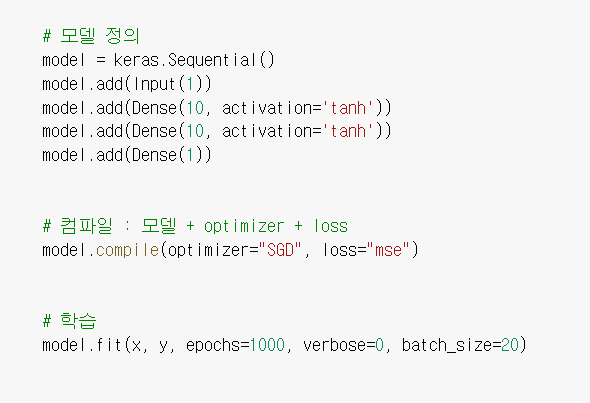 # 모델 정의
model = keras.Sequential()
model.add(Input(1))
model.add(Dense(10, activation='tanh'))
model.add(Dense(10, activation='tanh'))
model.add(Dense(1))
# 컴파일 : 모델 + optimizer + loss
model.compile(optimizer="SGD", loss="mse")
# 학습
model.fit(x, y, epochs=1000, verbose=0, batch_size=20)